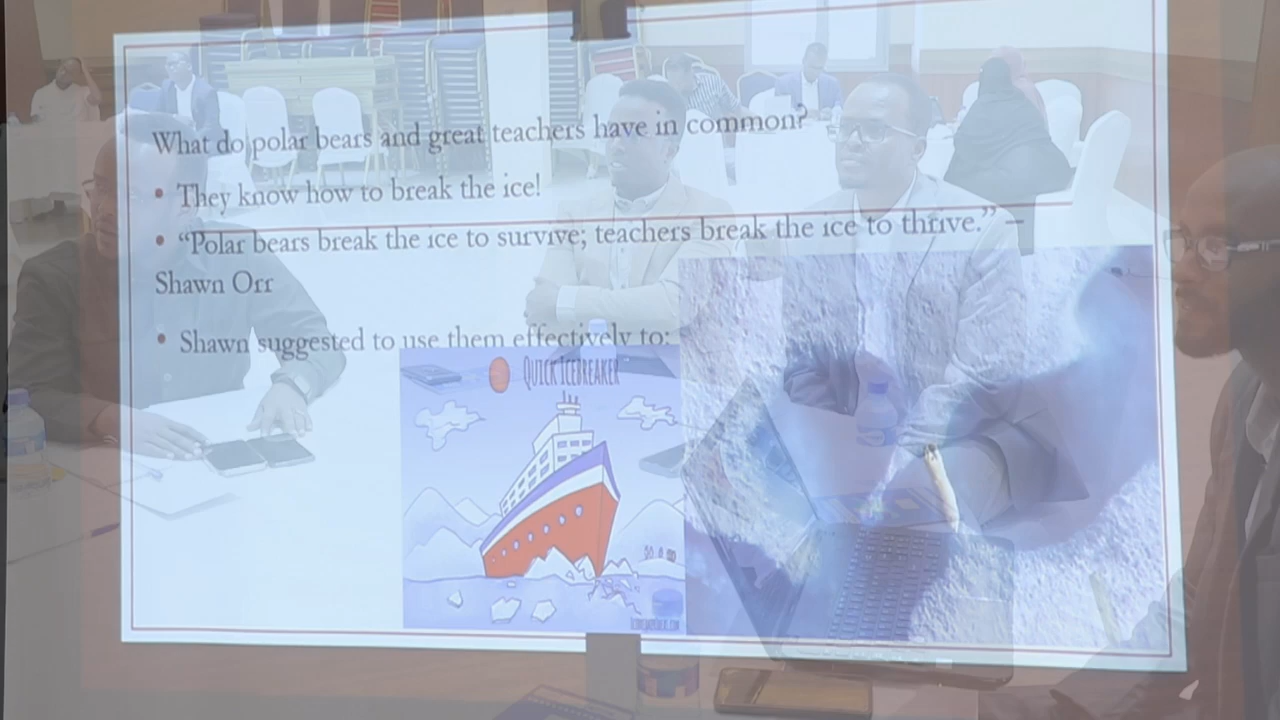 What do polar bears and great teachers have in common?
• They know how to break the ice!
• “Polar bears break the ice to survive; teachers break the ice to thrive.” –
Shawn Orr
• Shawn suggested to use them effectively to:
QUICK ICEBREAKER